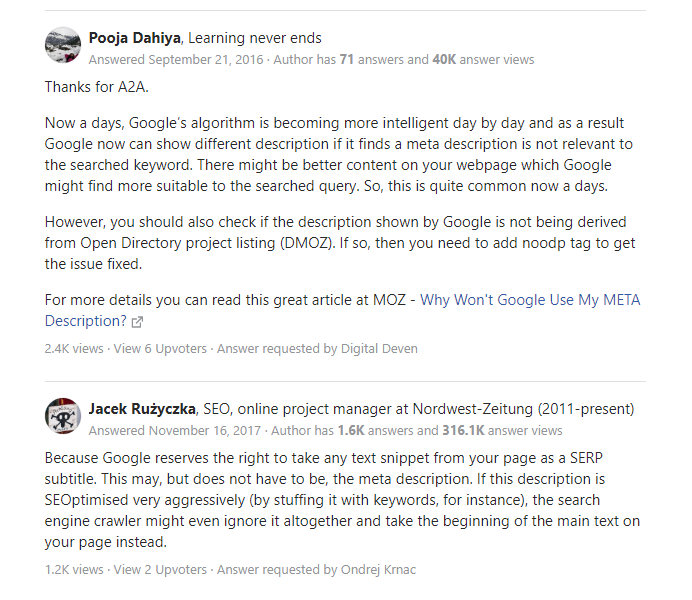 Pooja Dahiya, Learning never ends
Answered September 21, 2016 · Author has 71 answers and 40K answer views
Thanks for A2A.
Now a days, Google's algorithm is becoming more intelligent day by day and as a result
Google now can show different description if it finds a meta description is not relevant to
the searched keyword. There might be better content on your webpage which Google
might find more suitable to the searched query. So, this is quite common now a days.
However, you should also check if the description shown by Google is not being derived
from Open Directory project listing (DMOZ). If so, then you need to add noodp tag to get
the issue fixed.
For more details you can read this great article at MOZ - Why Won't Google Use My META
Description?
2.4K views · View 6 Upvoters · Answer requested by Digital Deven
Jacek Rużyczka, SEO, online project manager at Nordwest-Zeitung (2011-present)
Answered November 16, 2017 · Author has 1.6K answers and 316.1K answer views
Because Google reserves the right to take any text snippet from your page as a SERP
subtitle. This may, but does not have to be, the meta description. If this description is
SEOptimised very aggressively (by stuffing it with keywords, for instance), the search
engine crawler might even ignore it altogether and take the beginning of the main text on
your page instead.
1.2K views · View 2 Upvoters · Answer requested by Ondrej Krnac